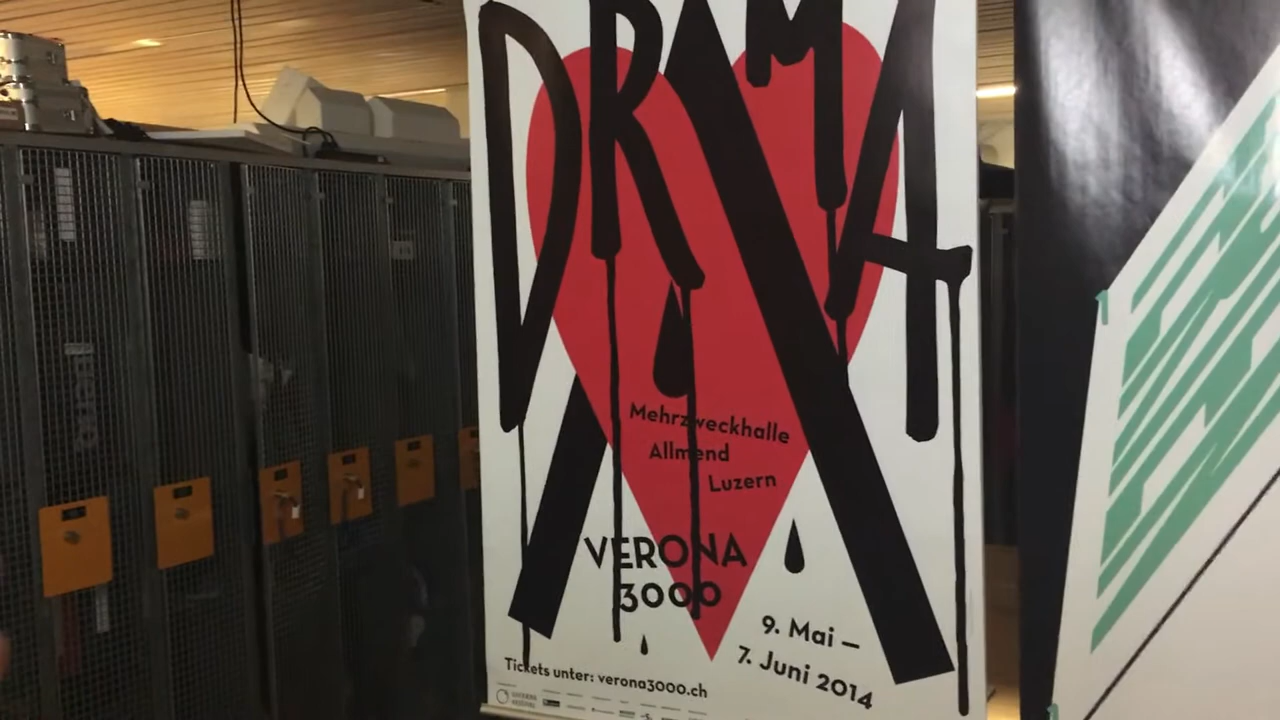 DRAMA
Mehrzweckhalle
Allmend
Luzern
VERONA
3000
9. Mai –
7. Juni 2014
Tickets unter: verona3000.ch